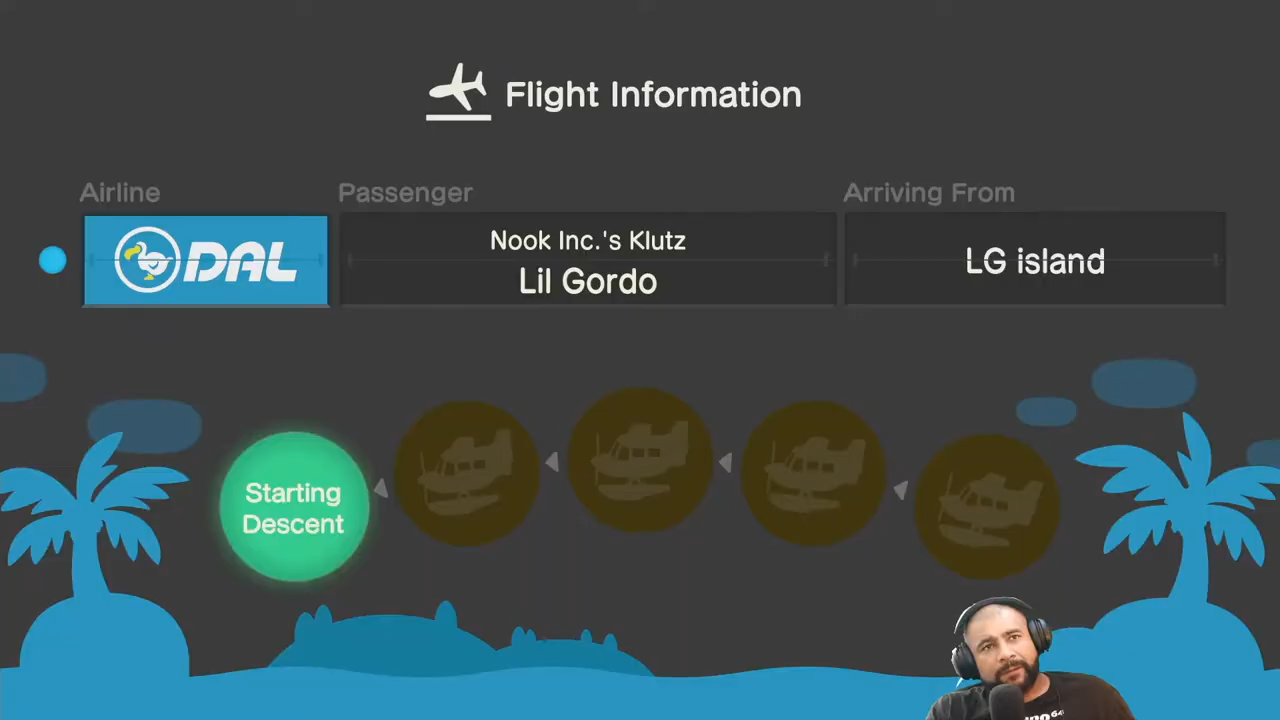 Flight Information
Airline
Passenger
Arriving From
DAL
Nook Inc.'s Klutz
Lil Gordo
LG island
Starting
Descent